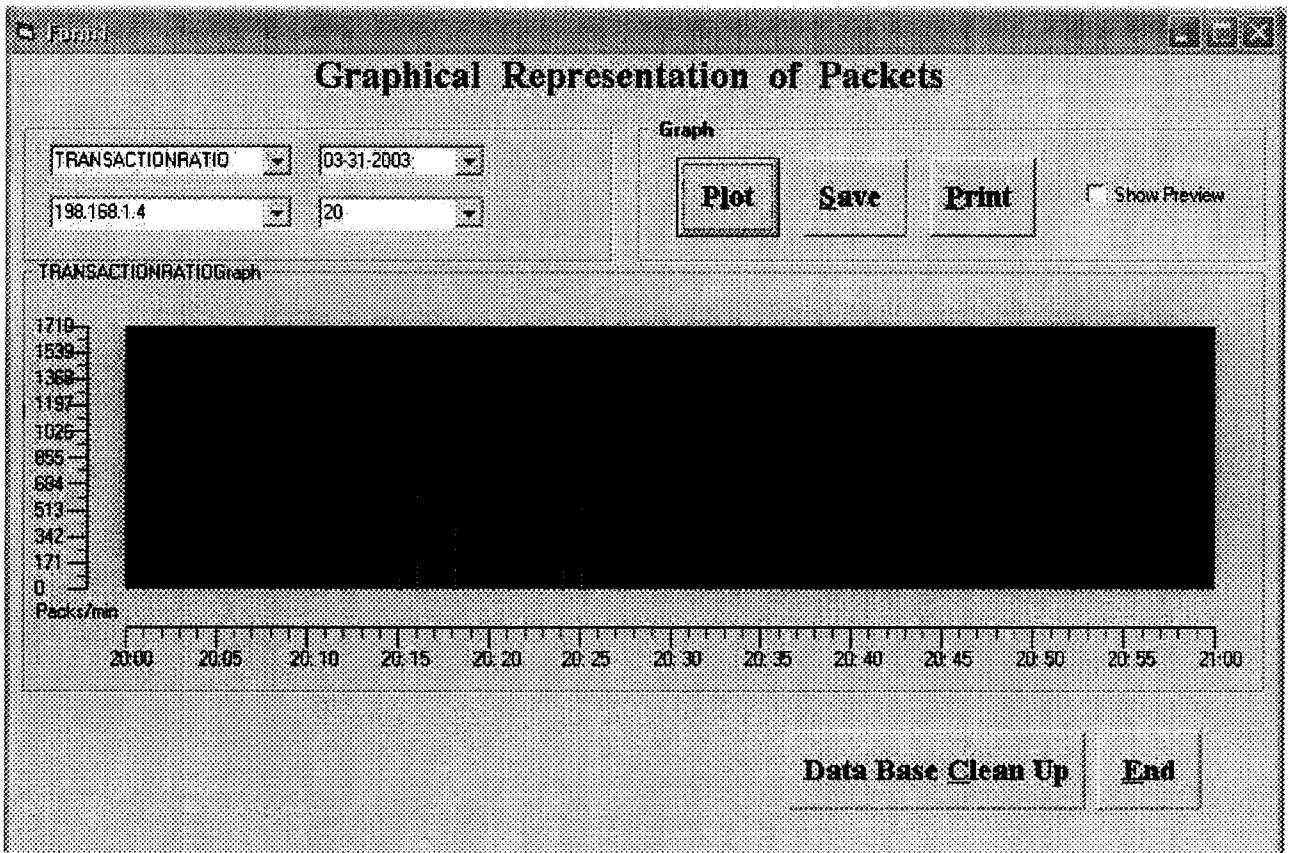 Form1
Graphical Representation of Packets
TRANSACTIONRATIO
03-31-2003
198.168.1.4
20
Graph
Plot
Save
Print
Show Preview
TRANSACTIONRATIOGraph
1710
1539
1368
1197
1026
855
684
513
342
171
0
Packs/min
20:00 20:05 20:10 20:15 20:20 20:25 20:30 20:35 20:40 20:45 20:50 20:55 21:00
Data Base Clean Up
End